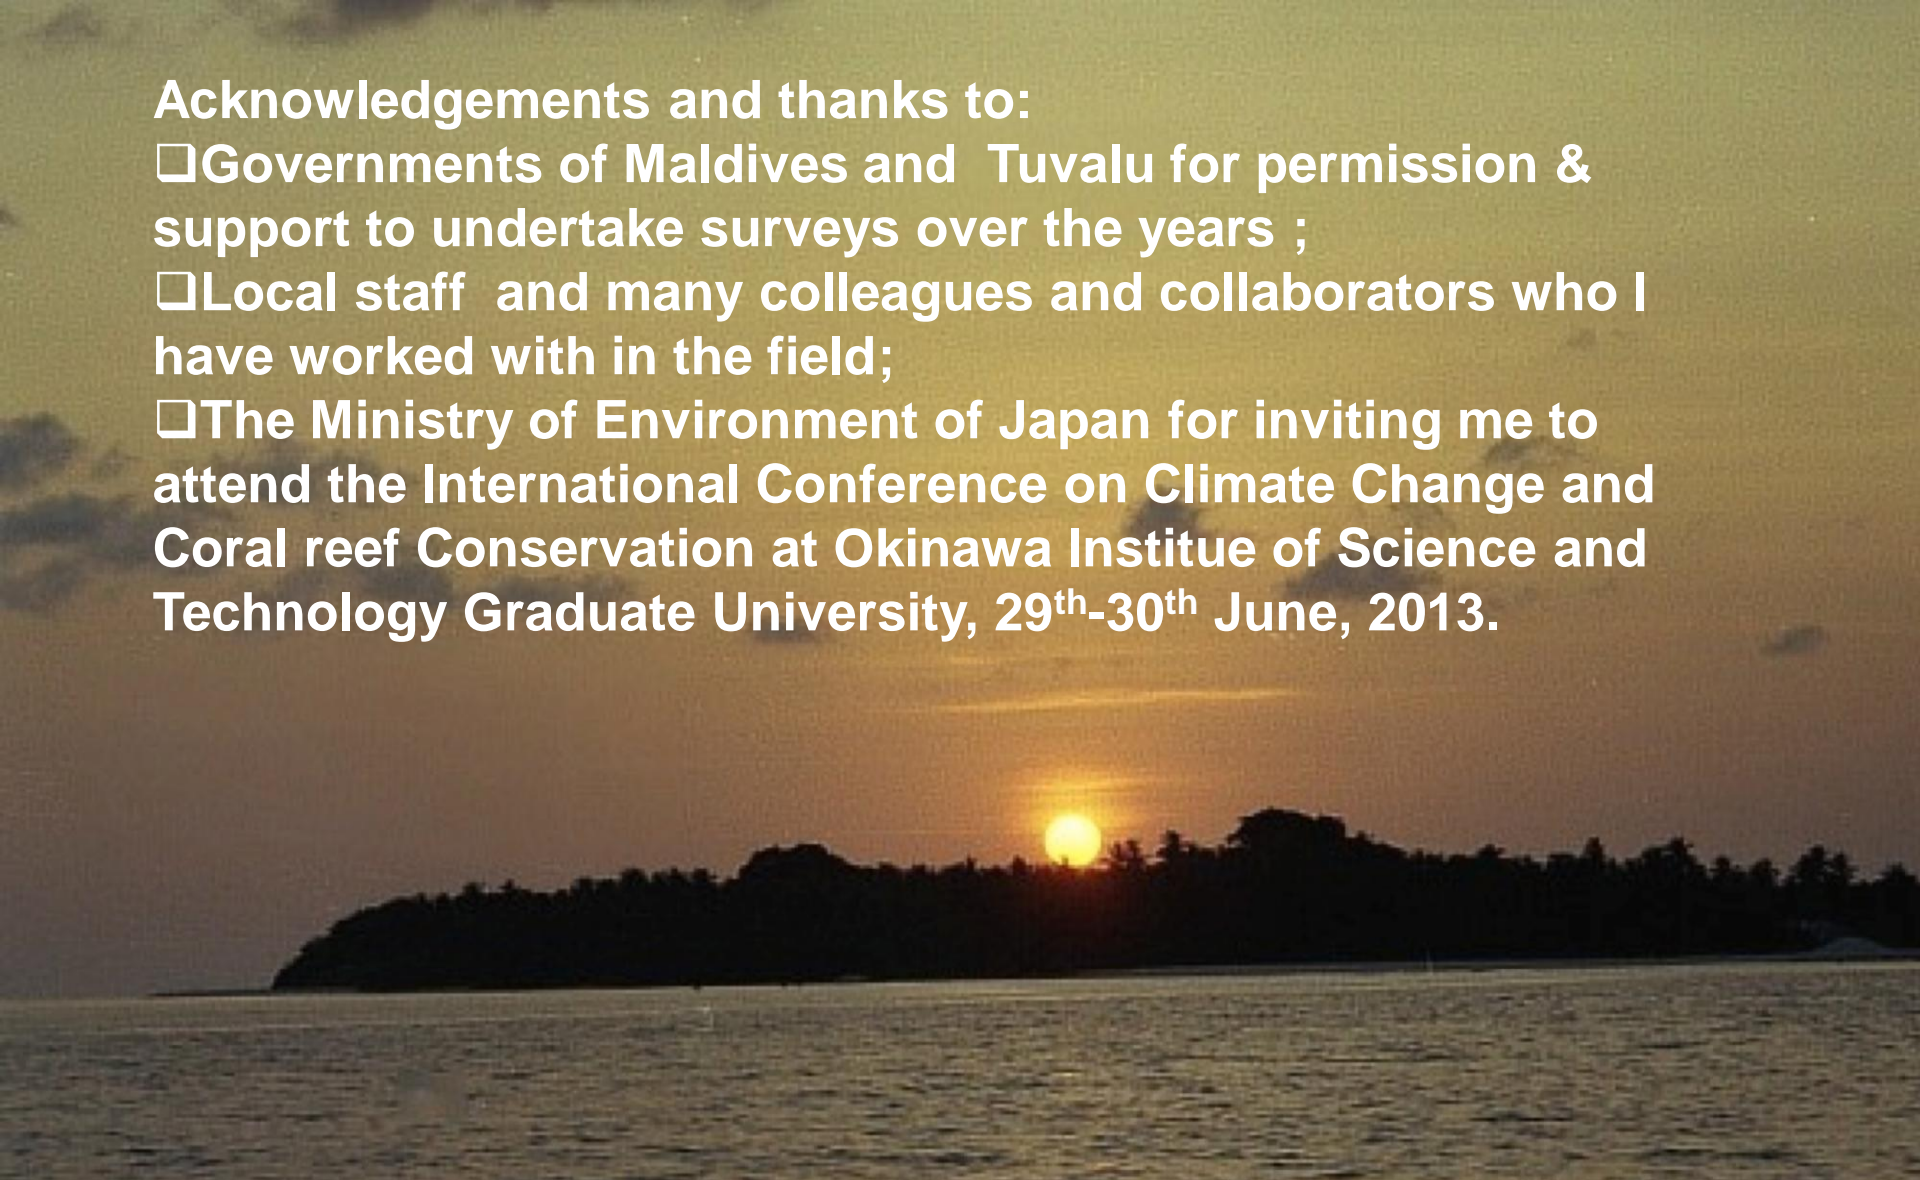 Acknowledgements and thanks to:
❑Governments of Maldives and  Tuvalu for permission &
support to undertake surveys over the years ;
❑Local staff  and many colleagues and collaborators who I
have worked with in the field;
❑The Ministry of Environment of Japan for inviting me to
attend the International Conference on Climate Change and
Coral reef Conservation at Okinawa Institue of Science and
Technology Graduate University, 29th-30th June, 2013.